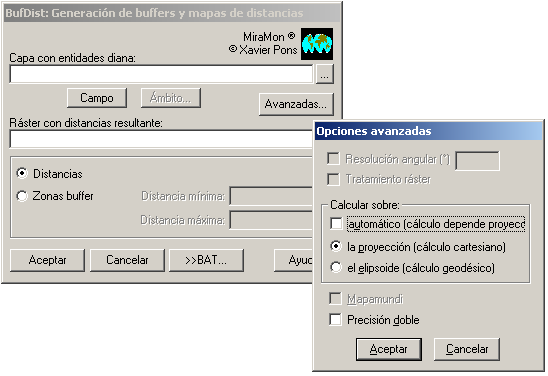 BufDist: Generación de buffers y mapas de distancias
MiraMon ®
© Xavier Pons
Capa con entidades diana:
...
Campo
Ámbito...
Avanzadas...
Ráster con distancias resultante:
Distancias
Zonas buffer
Distancia mínima:
Distancia máxima:
Aceptar
Cancelar
>>BAT...
Ayu
Opciones avanzadas
Resolución angular (°)
Tratamiento ráster
Calcular sobre:
automático (cálculo depende proyecc
la proyección (cálculo cartesiano)
el elipsoide (cálculo geodésico)
Mapamundi
Precisión doble
Aceptar
Cancelar